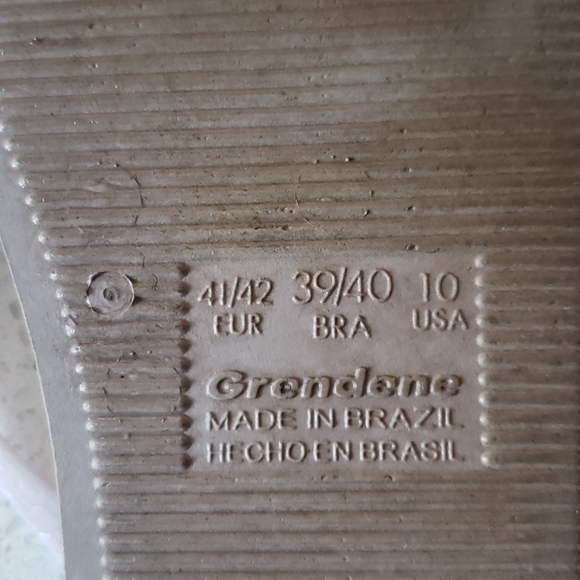 41/42 39/40 10
EUR BRA USA
Grendene
MADE IN BRAZIL
HECHO EN BRASIL